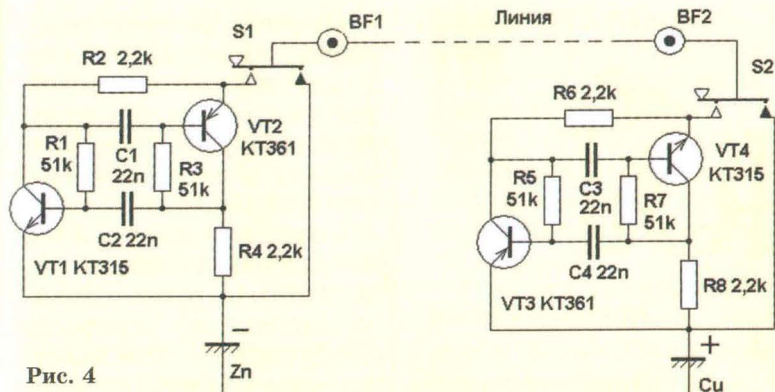 S1
BF1
Линия
BF2
S2
R2 2,2k
VT2
KT361
R1
51k
C1
22n
R3
51k
C2 22n
R4 2,2k
VT1 KT315
R6 2,2k
VT4
KT315
R5
51k
C3
22n
R7
51k
C4 22n
R8 2,2k
VT3 KT361
–
Zn
+
Cu
Рис. 4